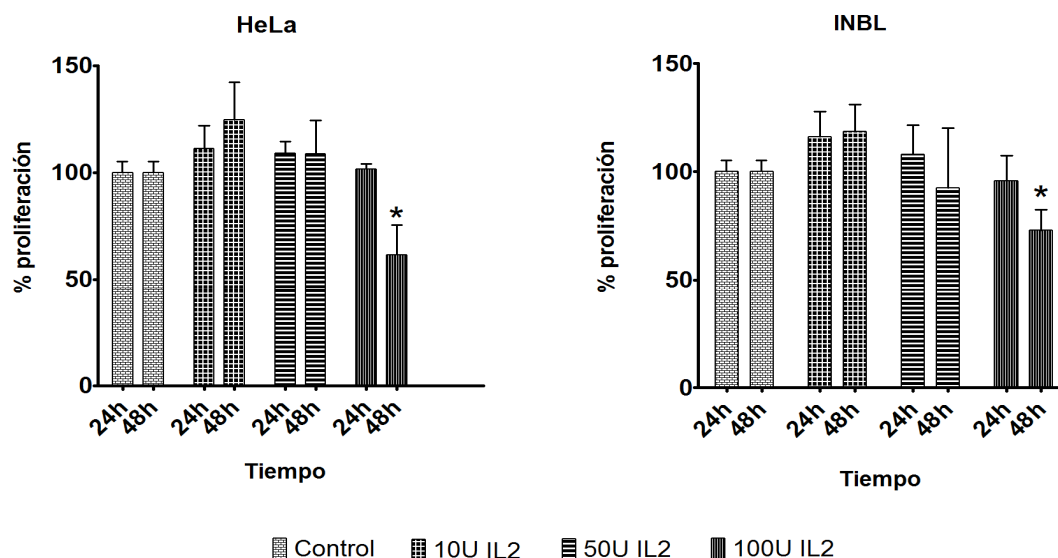 HeLa
150
100
50
0
% proliferación
*
24h 48h 24h 48h 24h 48h 24h 48h
Tiempo
INBL
150
100
50
0
% proliferación
*
24h 48h 24h 48h 24h 48h 24h 48h
Tiempo
Control 10U IL2 50U IL2 100U IL2